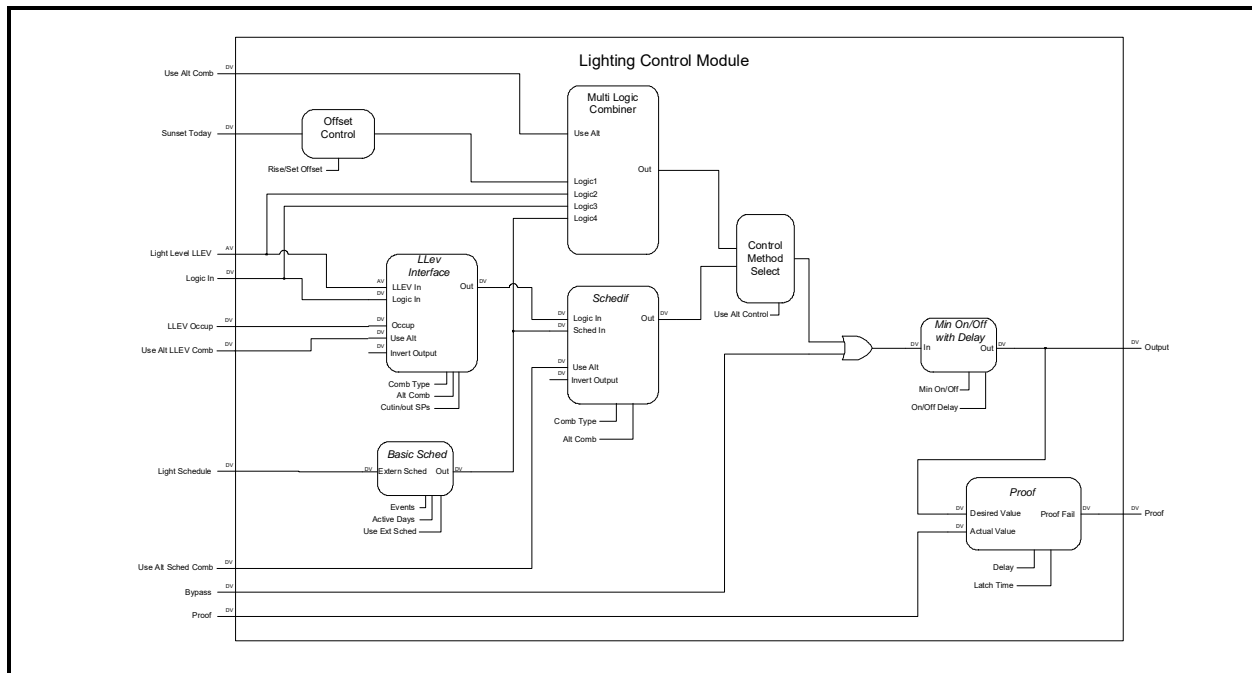 Lighting Control Module
DV
Use Alt Comb
Multi Logic
Combiner
Use Alt
Out
Logic1
Logic2
Logic3
Logic4
DV
Sunset Today
Offset
Control
Rise/Set Offset
AV
Light Level LLEV
DV
Logic In
DV
LLEV Occup
Use Alt LLEV Comb
DV
LLev
Interface
AV
LLEV In
Out
DV
DV
Logic In
DV
Occup
DV
Use Alt
DV
Invert Output
Comb Type
Alt Comb
Cutin/out SPs
Schedif
DV
Logic In
Out
DV
DV
Sched In
DV
Use Alt
DV
Invert Output
Comb Type
Alt Comb
Control
Method
Select
Use Alt Control
Min On/Off
with Delay
DV
In
Out
DV
Min On/Off
On/Off Delay
DV
Output
DV
Light Schedule
Basic Sched
DV
Extern Sched
Out
DV
Events
Active Days
Use Ext Sched
Proof
DV
Desired Value
Proof Fail
DV
DV
Actual Value
Delay
Latch Time
DV
Proof
DV
Use Alt Sched Comb
DV
Bypass
DV
Proof